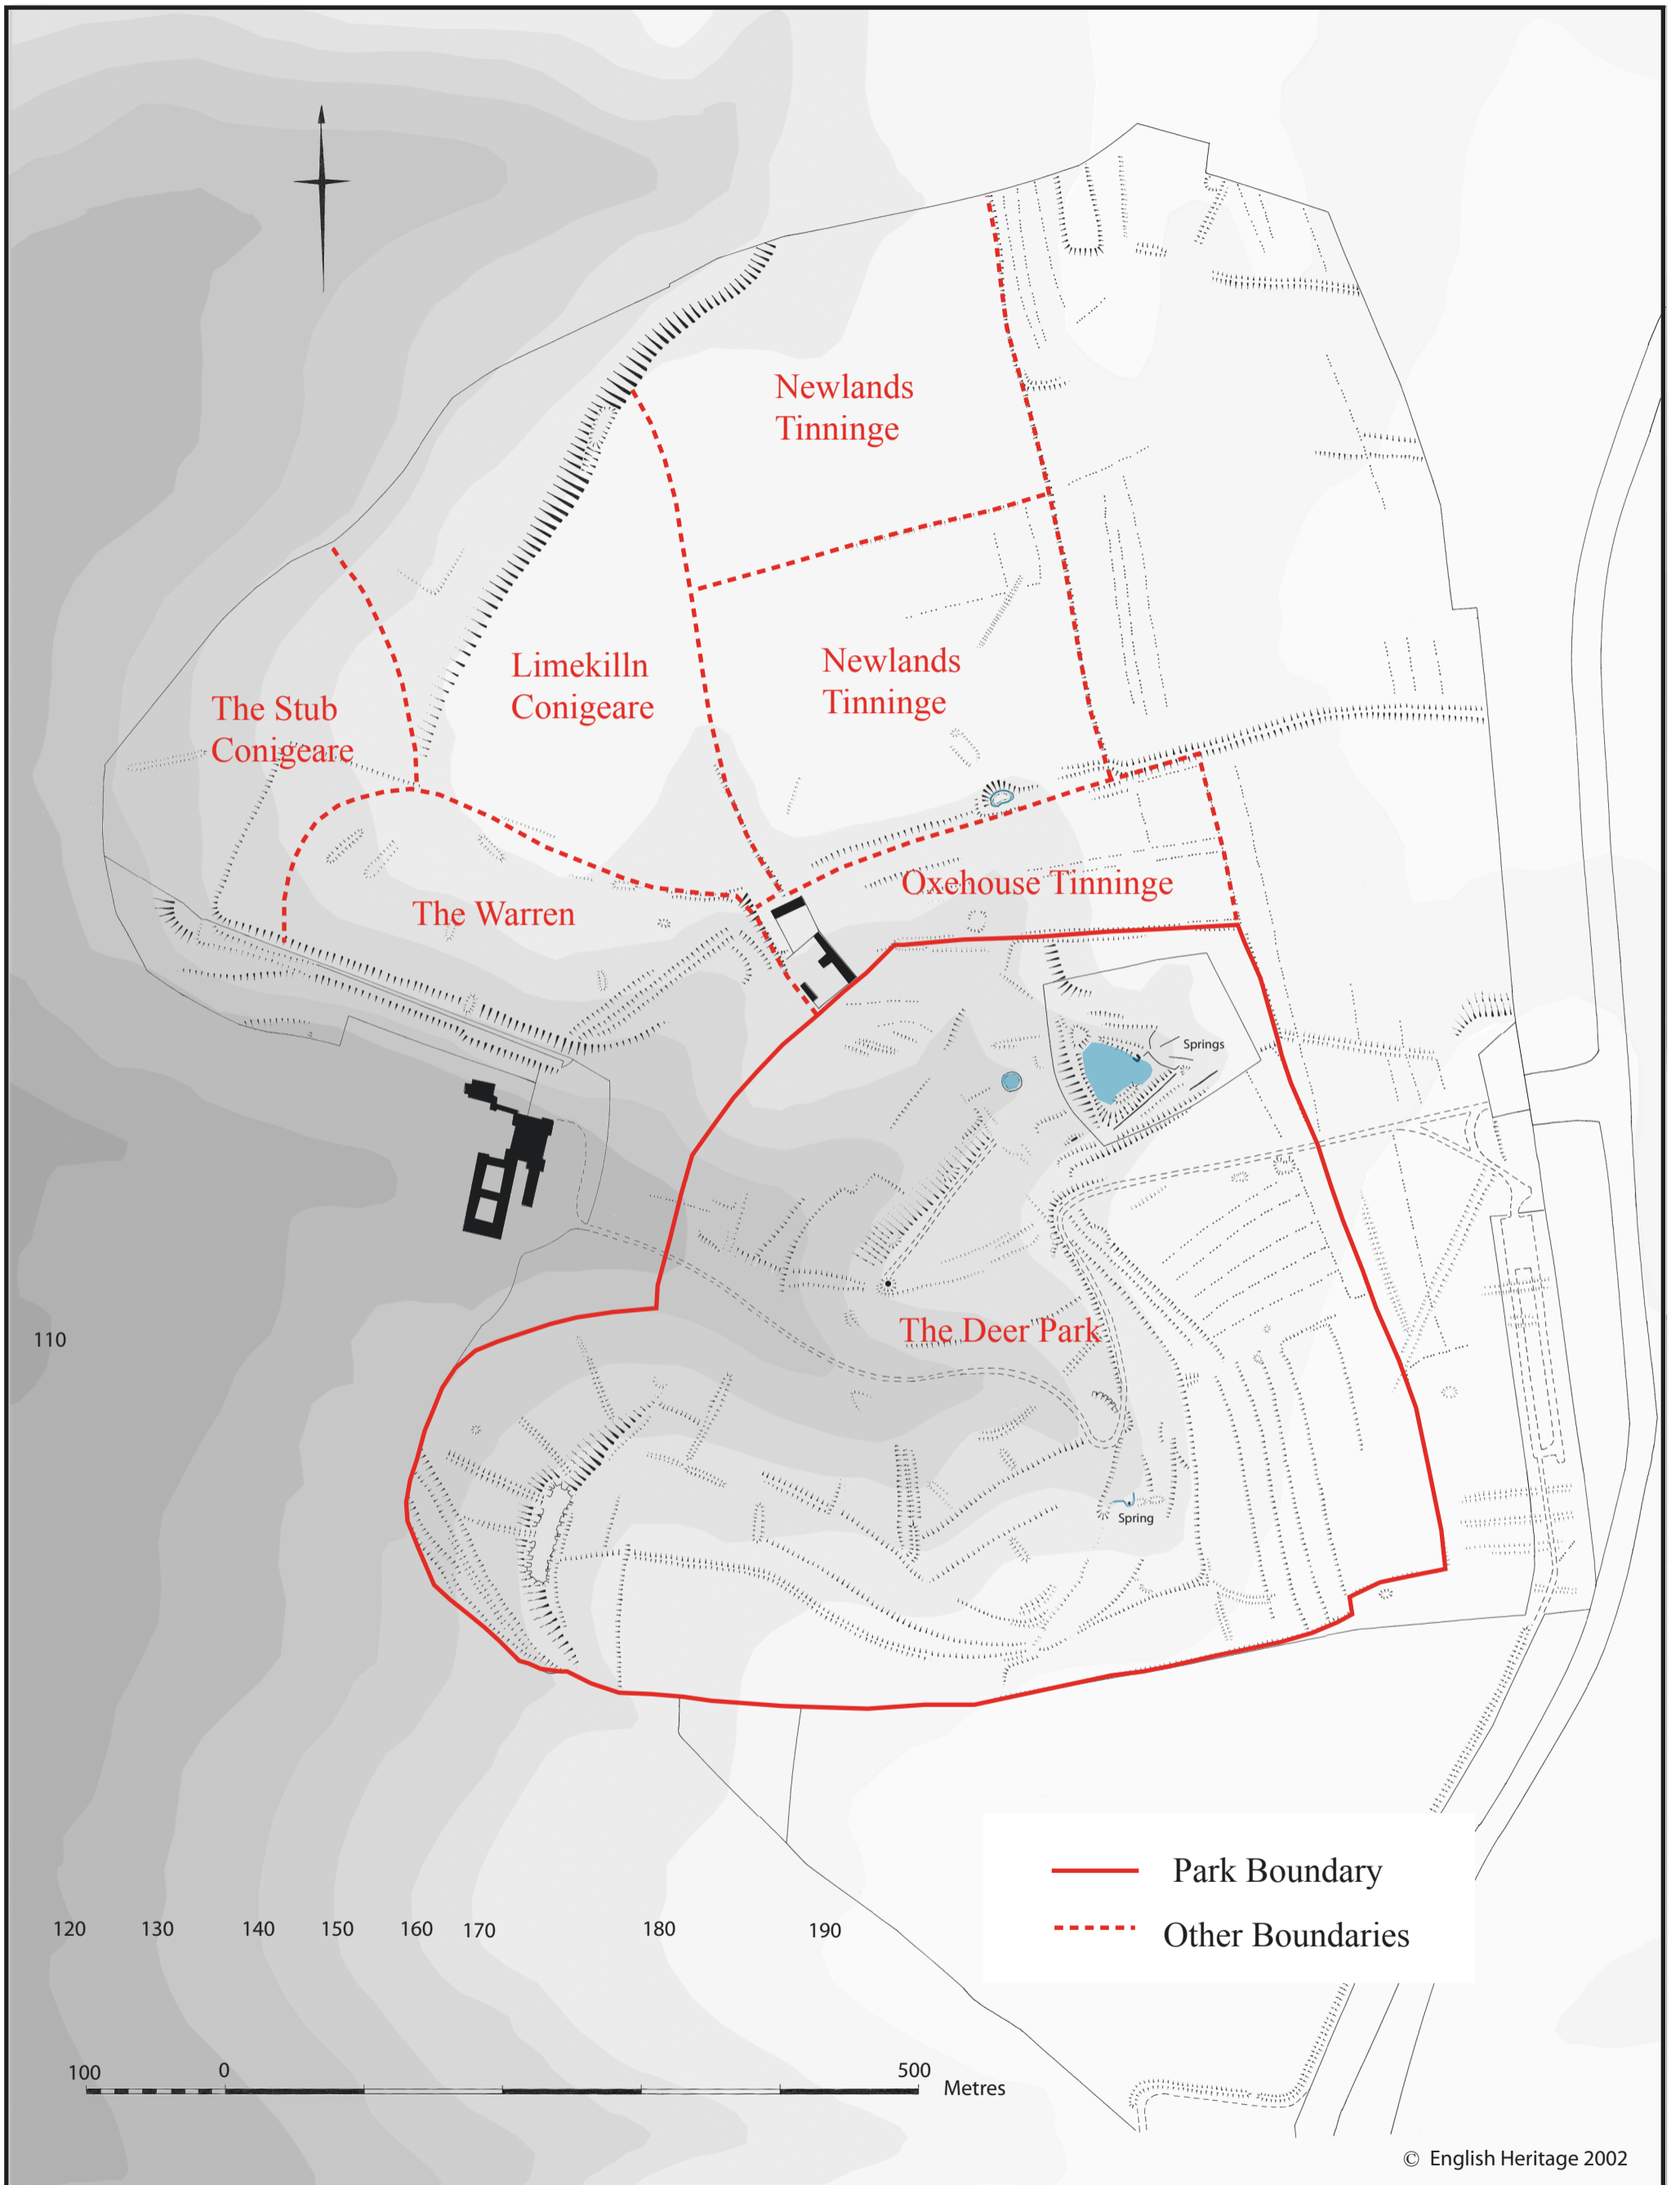 Newlands
Tinninge
Limekilln
Conigeare
Newlands
Tinninge
The Stub
Conigeare
Oxehouse Tinninge
The Warren
Springs
The Deer Park
110
Spring
Park Boundary
Other Boundaries
120 130 140 150 160 170 180 190
100 0 500 Metres
© English Heritage 2002